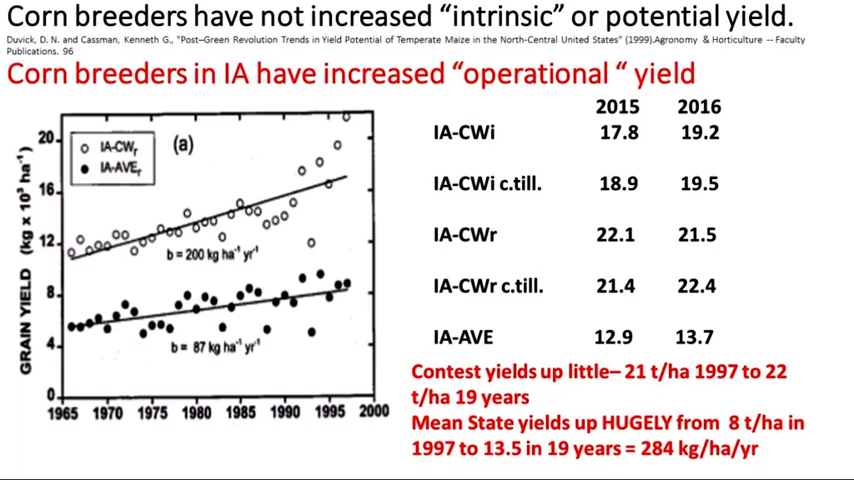 Corn breeders have not increased “intrinsic” or potential yield.
Duvick, D. N. and Cassman, Kenneth G., "Post–Green Revolution Trends in Yield Potential of Temperate Maize in the North-Central United States" (1999).Agronomy & Horticulture -- Faculty
Publications. 96
Corn breeders in IA have increased “operational “ yield
GRAIN YIELD (kg x 10³ ha⁻¹)
20
16
12
8
4
0
IA-CWr
IA-AVEr
(a)
b = 200 kg ha⁻¹ yr⁻¹
b = 87 kg ha⁻¹ yr⁻¹
1965 1970 1975 1980 1985 1990 1995 2000
2015 2016
IA-CWi 17.8 19.2
IA-CWi c.till. 18.9 19.5
IA-CWr 22.1 21.5
IA-CWr c.till. 21.4 22.4
IA-AVE 12.9 13.7
Contest yields up little– 21 t/ha 1997 to 22
t/ha 19 years
Mean State yields up HUGELY from 8 t/ha in
1997 to 13.5 in 19 years = 284 kg/ha/yr